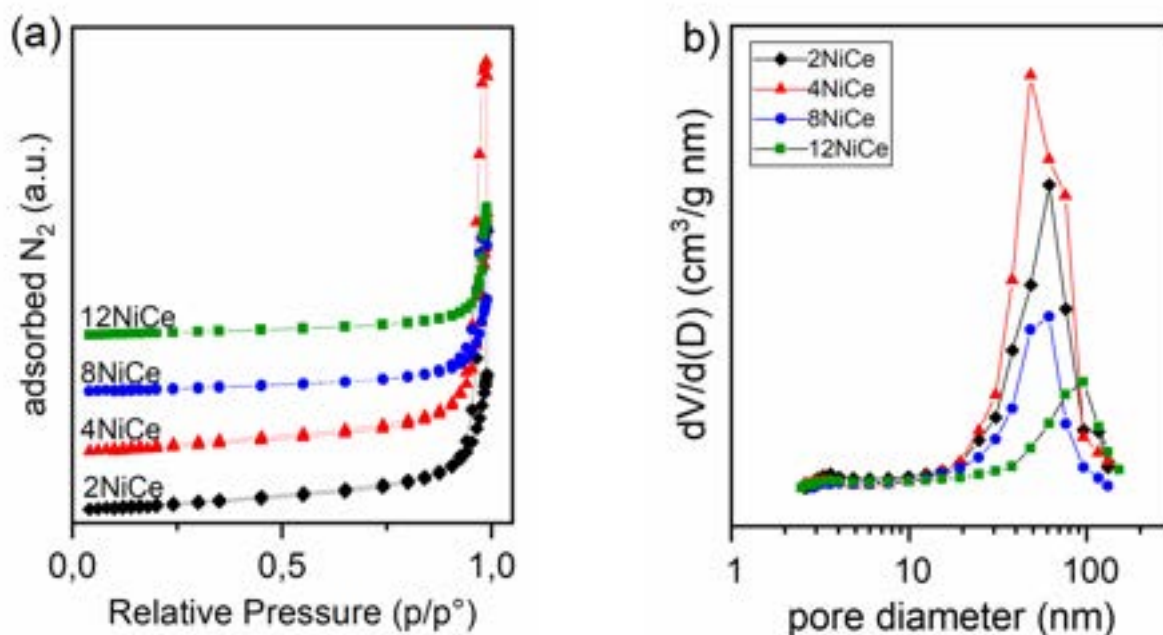 (a)
adsorbed N₂ (a.u.)
12NiCe
8NiCe
4NiCe
2NiCe
0,0 0,5 1,0
Relative Pressure (p/p°)
b)
2NiCe
4NiCe
8NiCe
12NiCe
dV/d(D) (cm³/g nm)
1 10 100
pore diameter (nm)